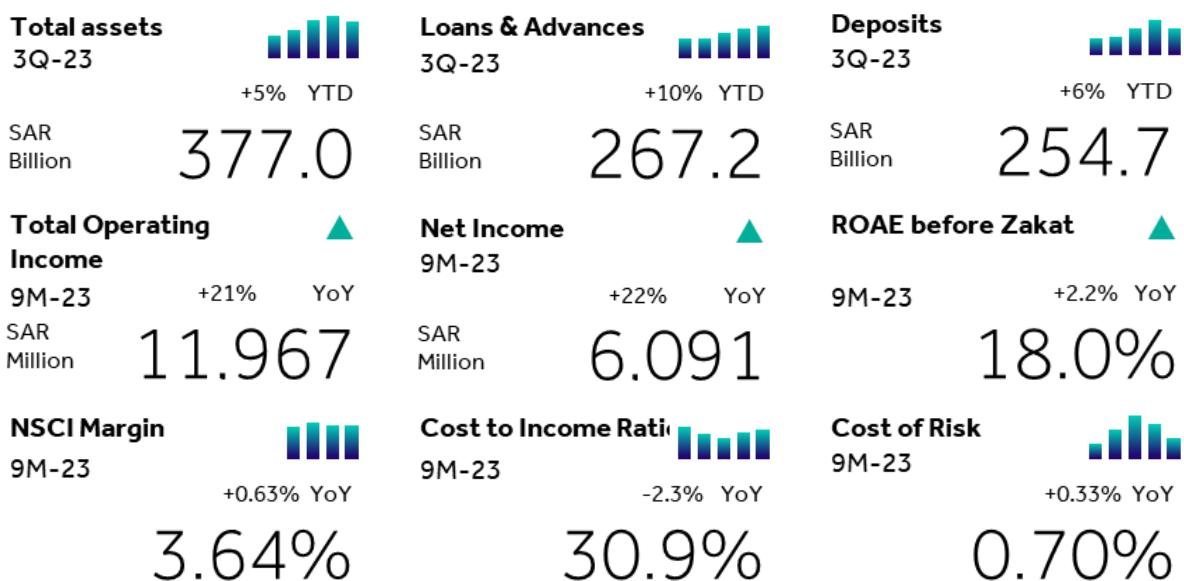 Total assets
3Q-23
+5% YTD
SAR
Billion
377.0
Loans & Advances
3Q-23
+10% YTD
SAR
Billion
267.2
Deposits
3Q-23
+6% YTD
SAR
Billion
254.7
Total Operating
Income
9M-23
+21% YoY
SAR
Million
11.967
Net Income
9M-23
+22% YoY
SAR
Million
6.091
ROAE before Zakat
9M-23
+2.2% YoY
18.0%
NSCI Margin
9M-23
+0.63% YoY
3.64%
Cost to Income Rati
9M-23
-2.3% YoY
30.9%
Cost of Risk
9M-23
+0.33% YoY
0.70%